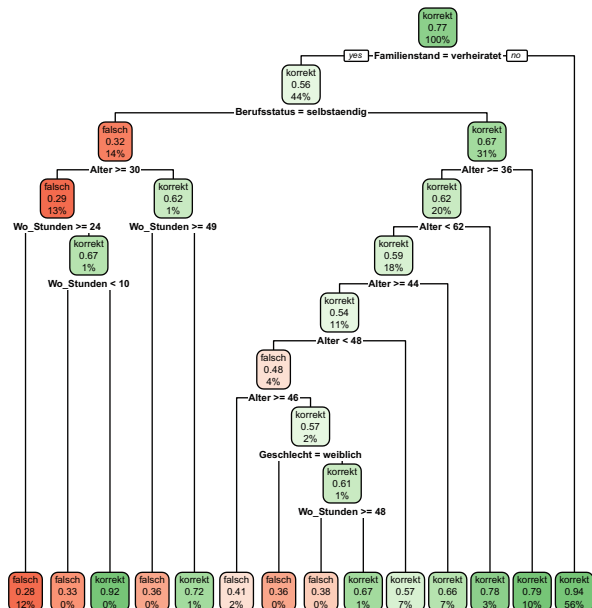 korrekt
0.77
100%
yes Familienstand = verheiratet no
korrekt
0.56
44%
Berufsstatus = selbstaendig
falsch
0.32
14%
korrekt
0.67
31%
Alter >= 30
Alter >= 36
falsch
0.29
13%
korrekt
0.62
1%
korrekt
0.62
20%
Wo_Stunden >= 24
Wo_Stunden >= 49
Alter < 62
korrekt
0.67
1%
korrekt
0.59
18%
Wo_Stunden < 10
Alter >= 44
korrekt
0.54
11%
Alter < 48
falsch
0.48
4%
Alter >= 46
korrekt
0.57
2%
Geschlecht = weiblich
korrekt
0.61
1%
Wo_Stunden >= 48
falsch
0.28
12%
falsch
0.33
0%
korrekt
0.92
0%
falsch
0.36
0%
korrekt
0.72
1%
falsch
0.41
2%
falsch
0.36
0%
falsch
0.38
0%
korrekt
0.67
1%
korrekt
0.57
7%
korrekt
0.66
7%
korrekt
0.78
3%
korrekt
0.79
10%
korrekt
0.94
56%